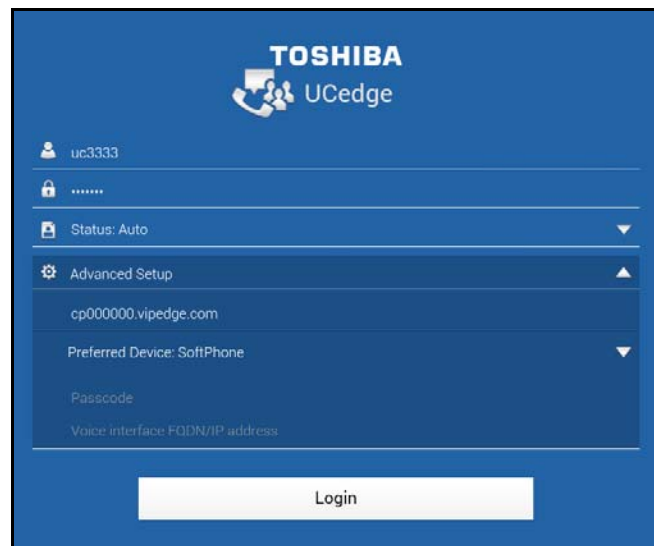 TOSHIBA
UCedge
uc3333
•••••••
Status: Auto
Advanced Setup
cp000000.vipedge.com
Preferred Device: SoftPhone
Passcode
Voice interface FQDN/IP address
Login